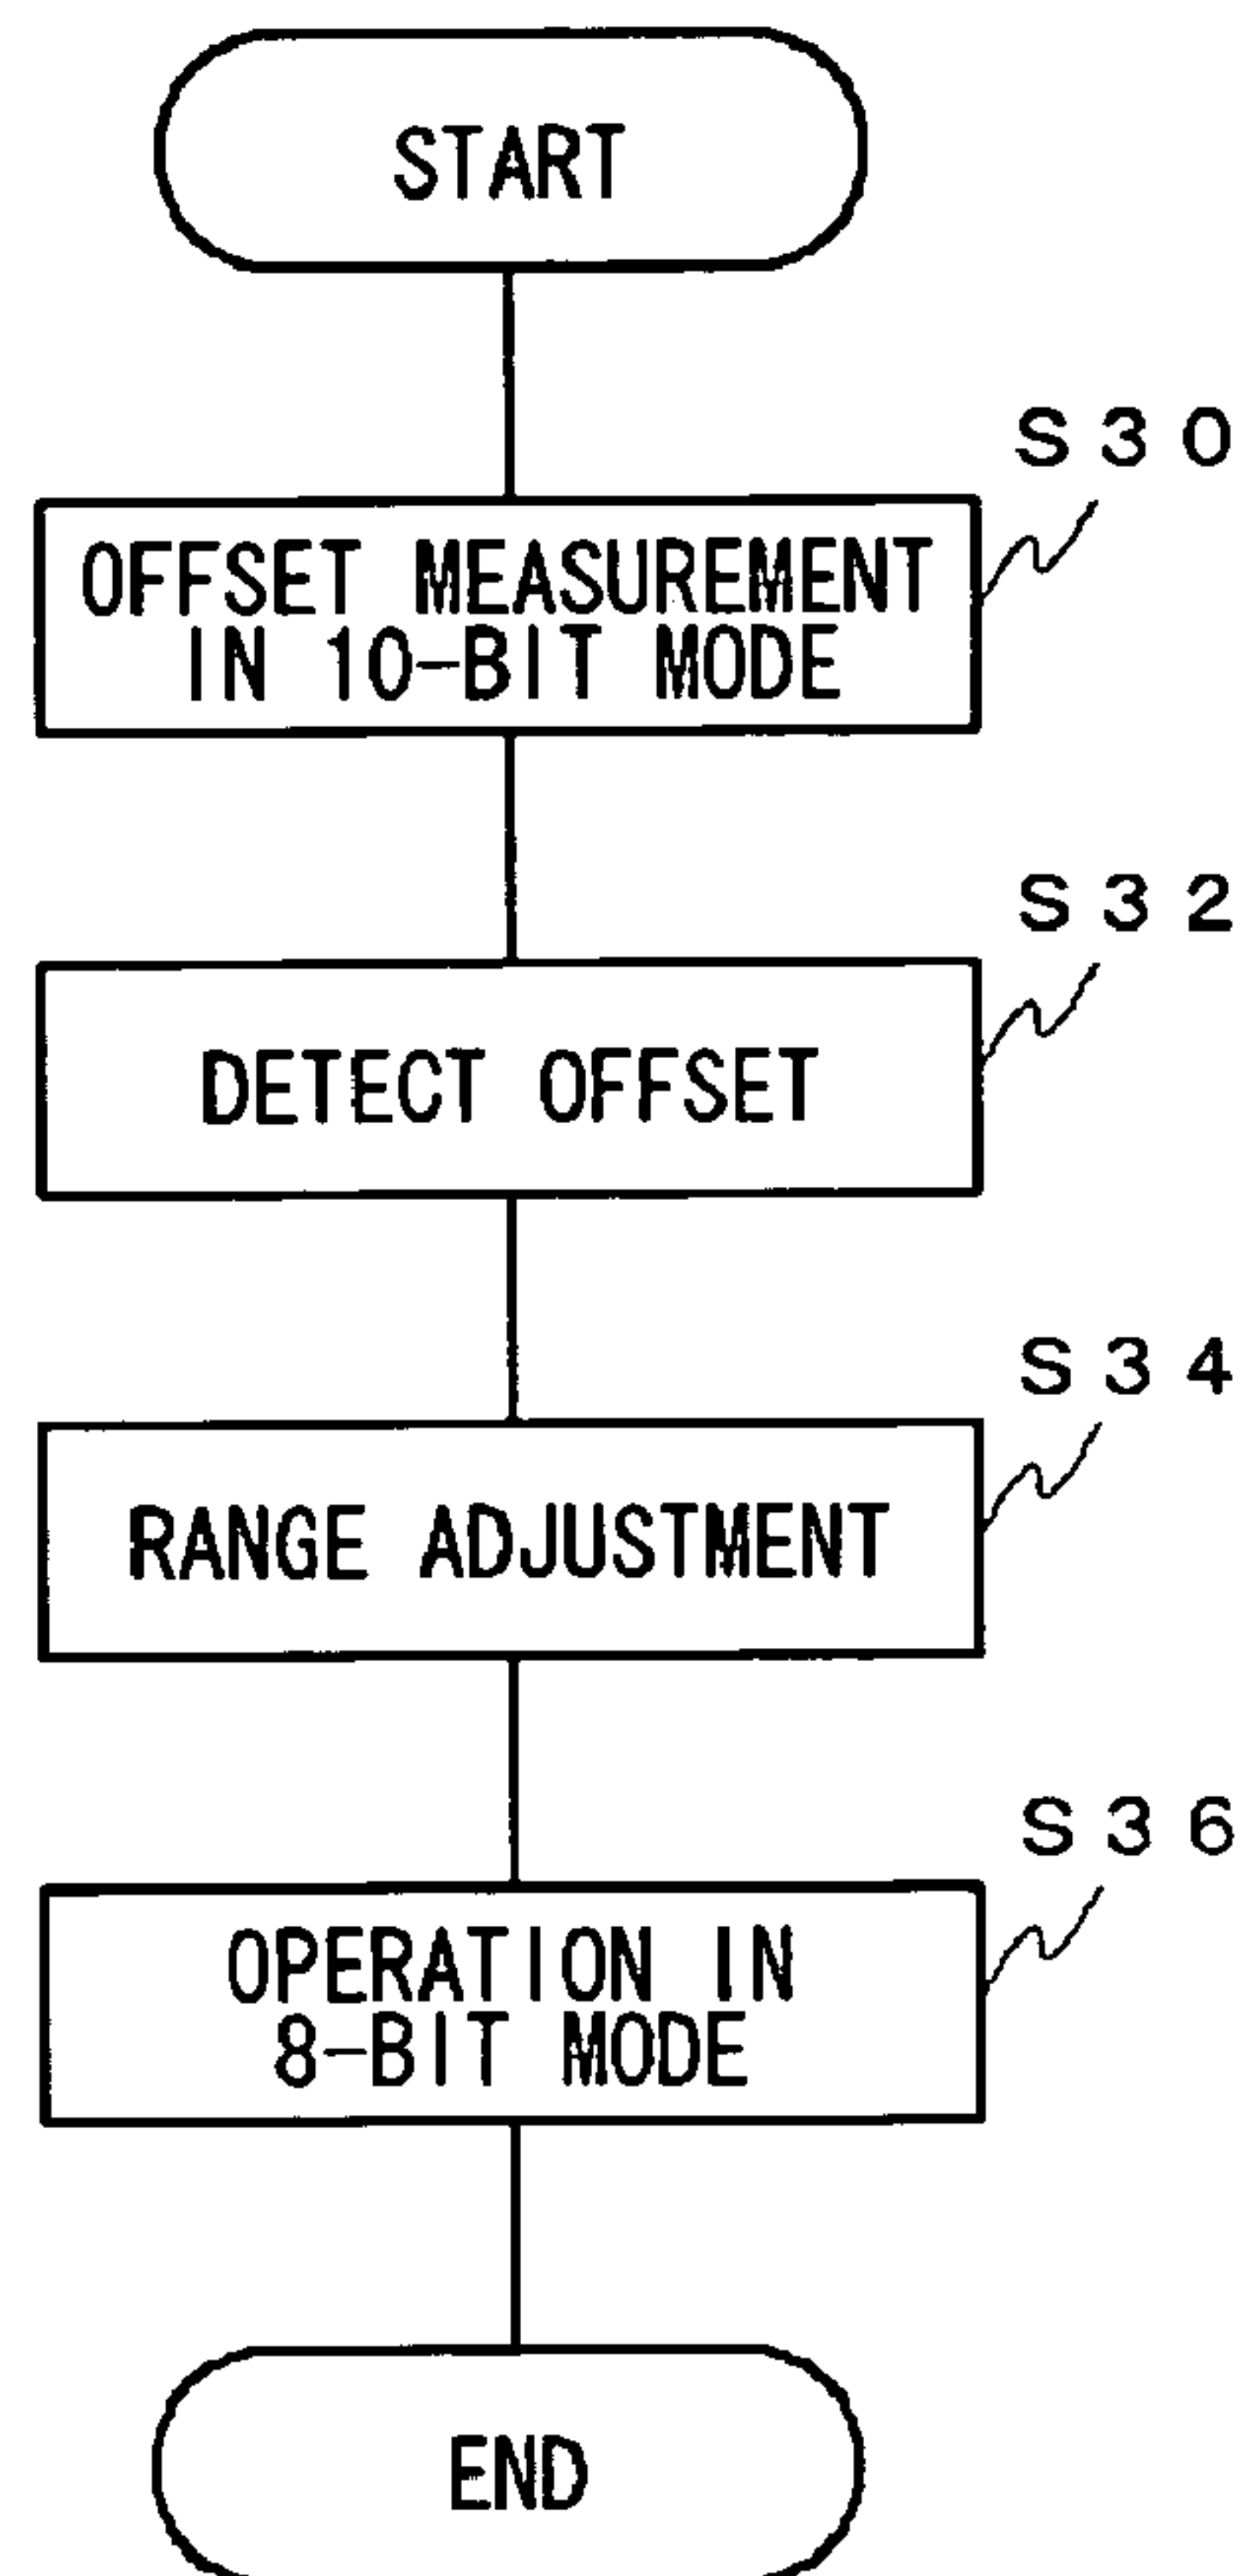 START
S30
OFFSET MEASUREMENT
IN 10-BIT MODE
S32
DETECT OFFSET
S34
RANGE ADJUSTMENT
S36
OPERATION IN
8-BIT MODE
END